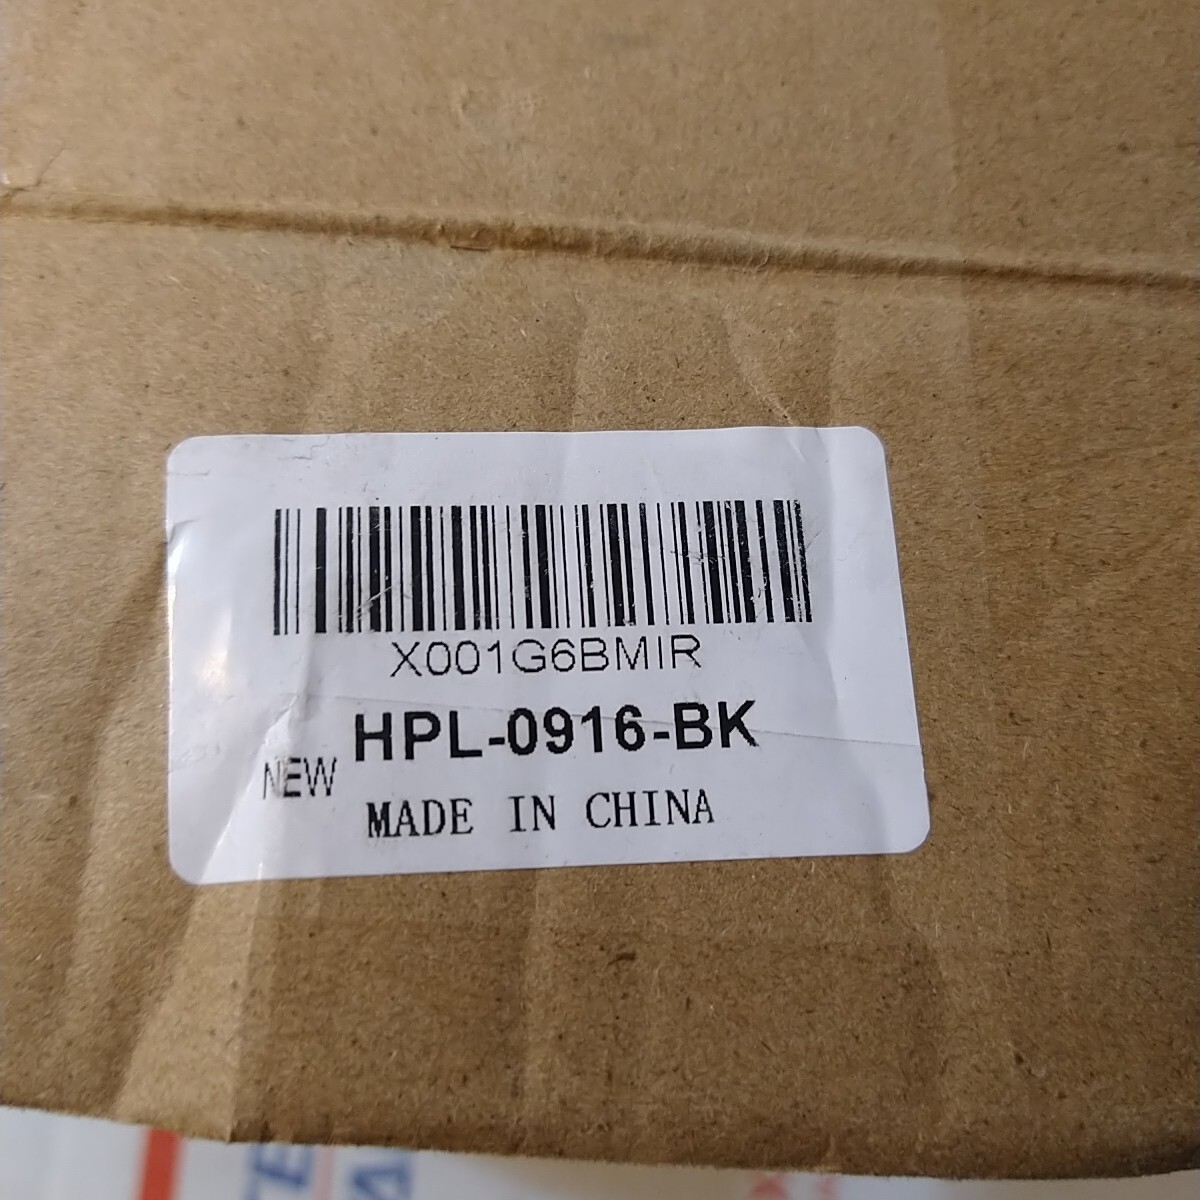 X001G6BMIR
HPL-0916-BK
NEW
MADE IN CHINA